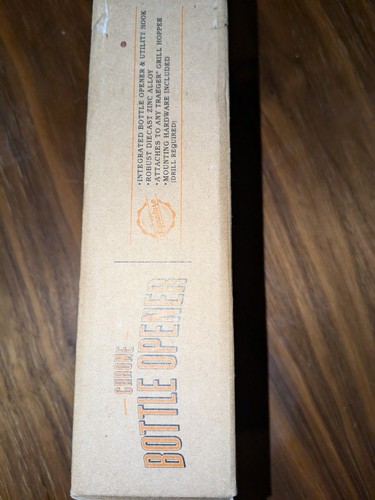 CHROME
BOTTLE OPENER
•INTEGRATED BOTTLE OPENER & UTILITY HOOK
•ROBUST DIECAST ZINC ALLOY
•ATTACHES TO ANY TRAEGER® GRILL HOPPER
•MOUNTING HARDWARE INCLUDED
(DRILL REQUIRED)